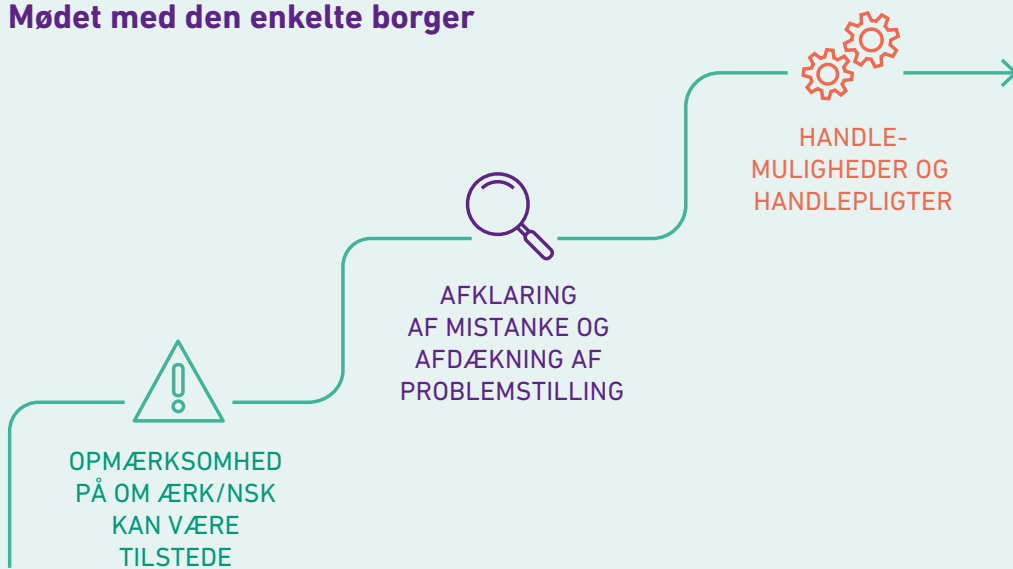 Mødet med den enkelte borger
HANDLE-
MULIGHEDER OG
HANDLEPLIGTER
AFKLARING
AF MISTANKE OG
AFDÆKNING AF
PROBLEMSTILLING
OPMÆRKSOMHED
PÅ OM ÆRK/NSK
KAN VÆRE
TILSTEDE